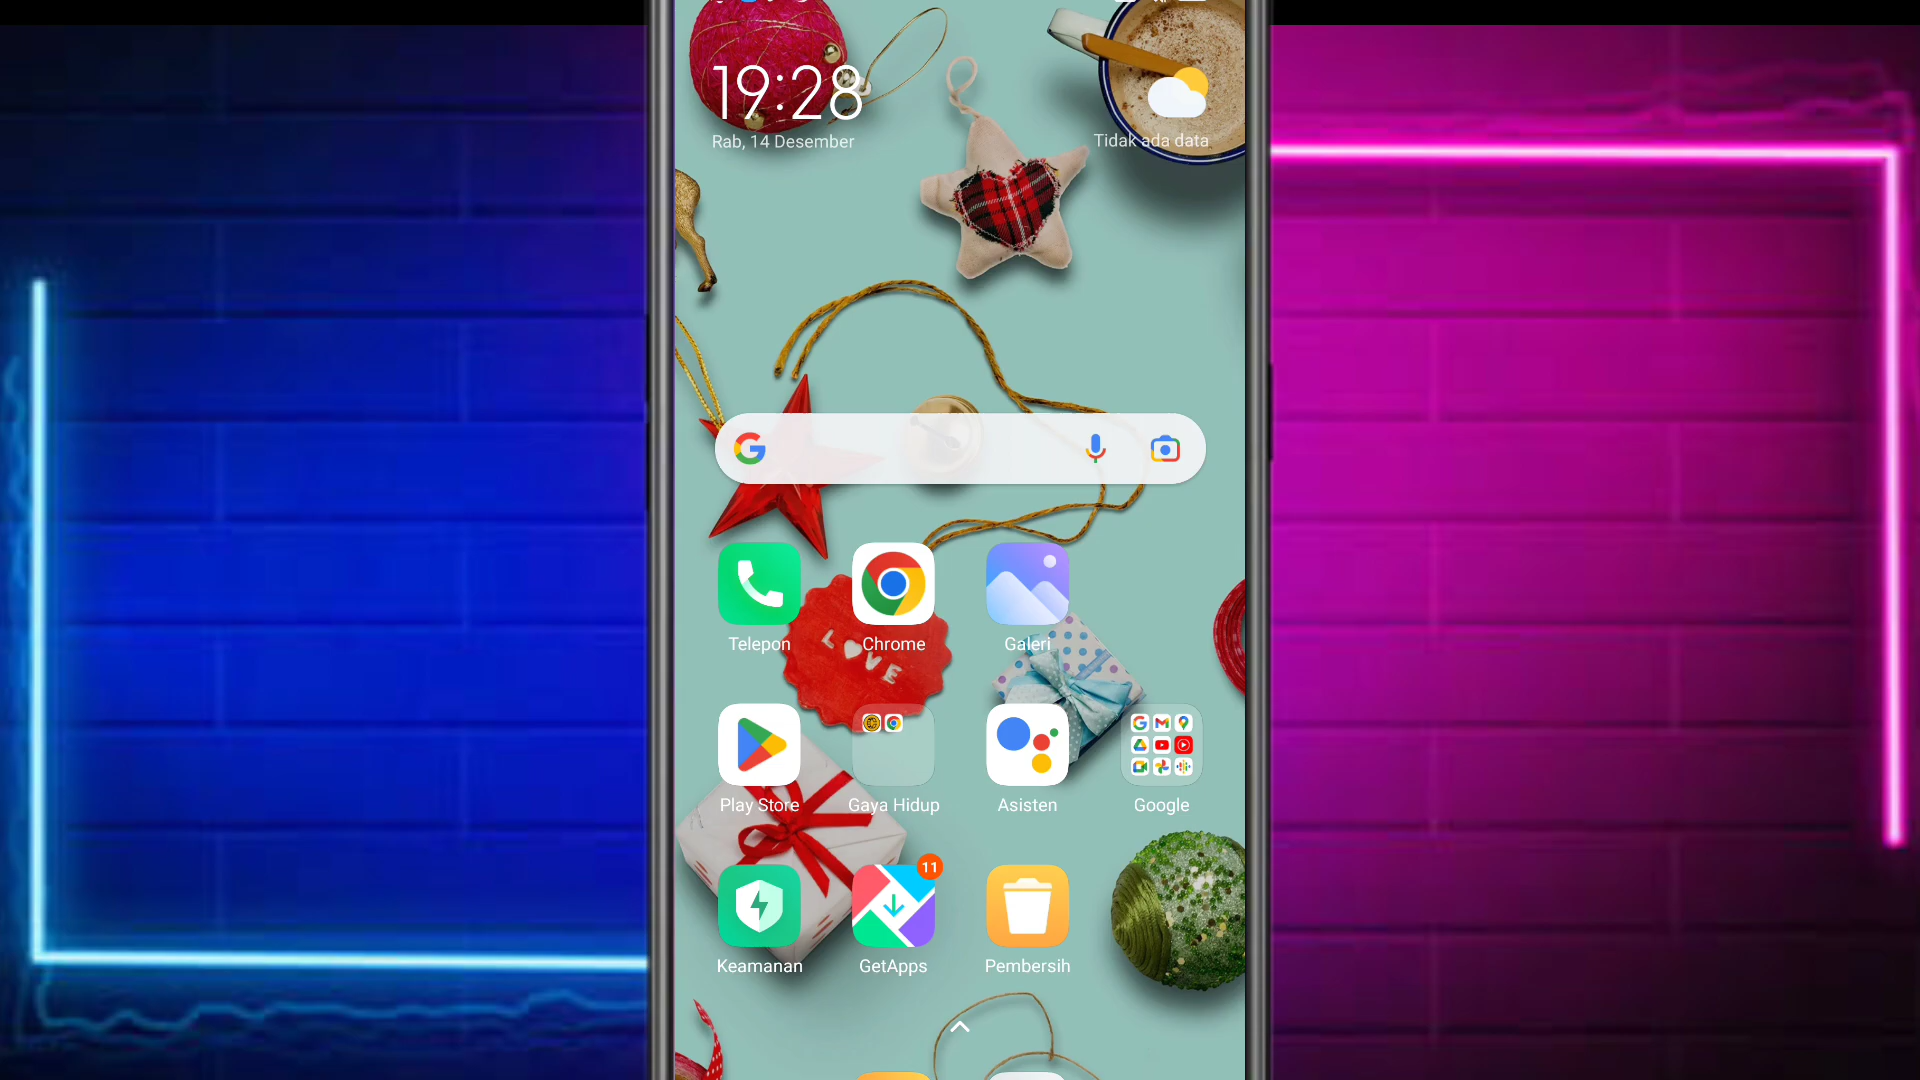 19:28
Rab, 14 Desember
Tidak ada data
Telepon
Chrome
Galeri
LOVE
Play Store
Gaya Hidup
Asisten
Google
11
Keamanan
GetApps
Pembersih